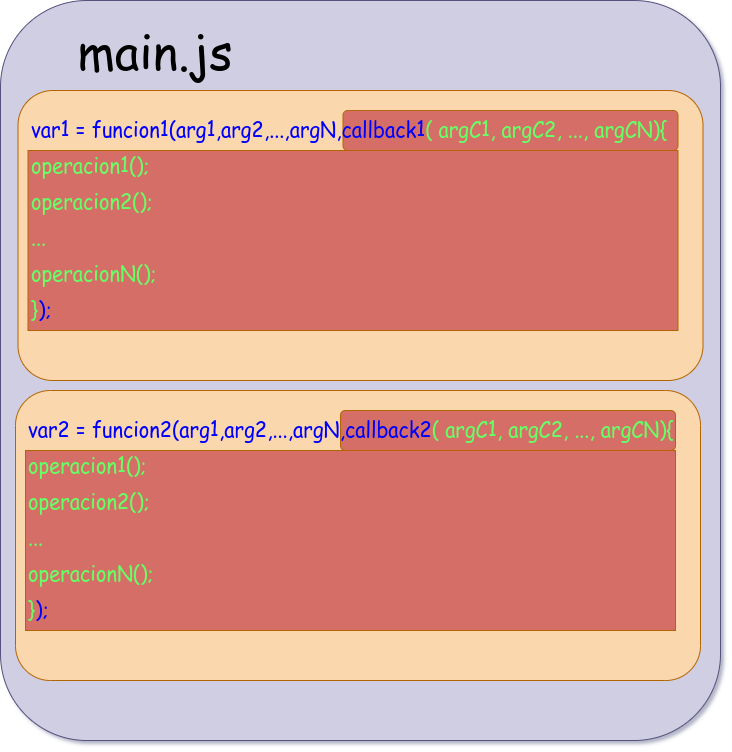 main.js
var1 = funcion1(arg1,arg2,...,argN,callback1( argC1, argC2, ..., argCN){
operacion1();
operacion2();
...
operacionN();
});
var2 = funcion2(arg1,arg2,...,argN,callback2( argC1, argC2, ..., argCN){
operacion1();
operacion2();
...
operacionN();
});